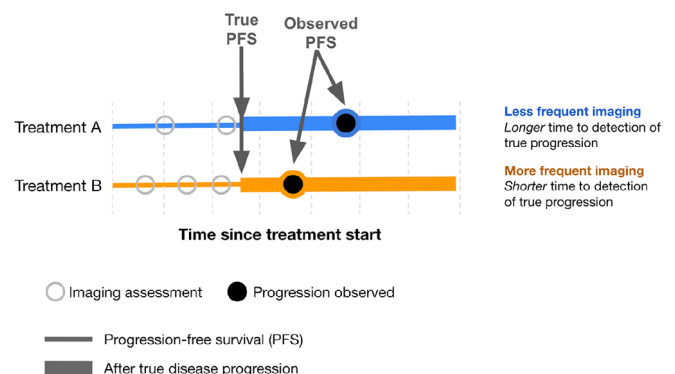 True
PFS
Observed
PFS
Treatment A
Less frequent imaging
Longer time to detection of
true progression
Treatment B
More frequent imaging
Shorter time to detection
of true progression
Time since treatment start
Imaging assessment
Progression observed
Progression-free survival (PFS)
After true disease progression